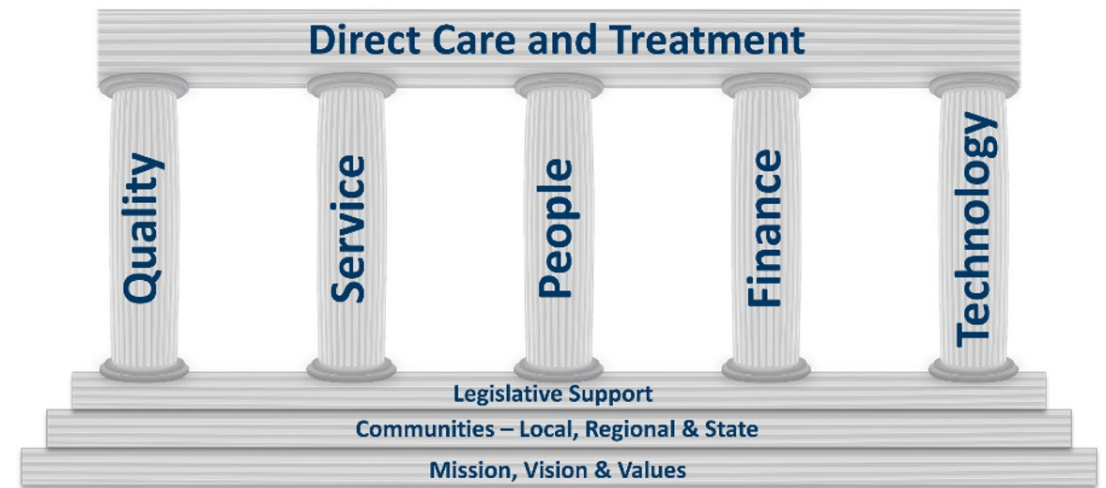 Direct Care and Treatment
Quality
Service
People
Finance
Technology
Legislative Support
Communities – Local, Regional & State
Mission, Vision & Values